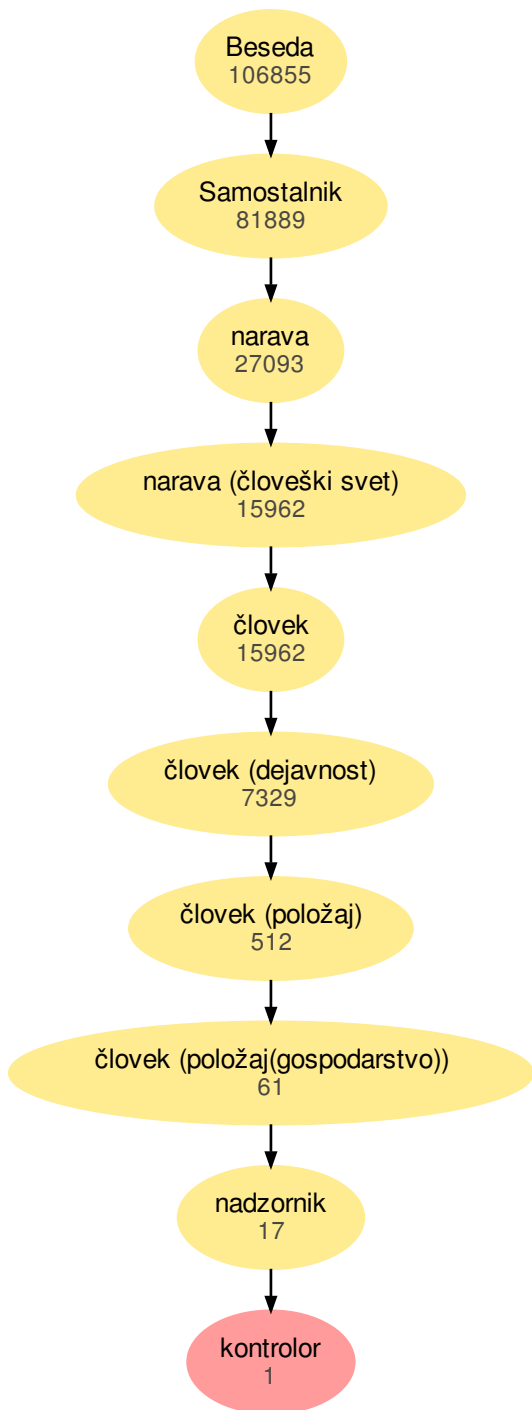 Beseda
106855
Samostalnik
81889
narava
27093
narava (človeški svet)
15962
človek
15962
človek (dejavnost)
7329
človek (položaj)
512
človek (položaj(gospodarstvo))
61
nadzornik
17
kontrolor
1